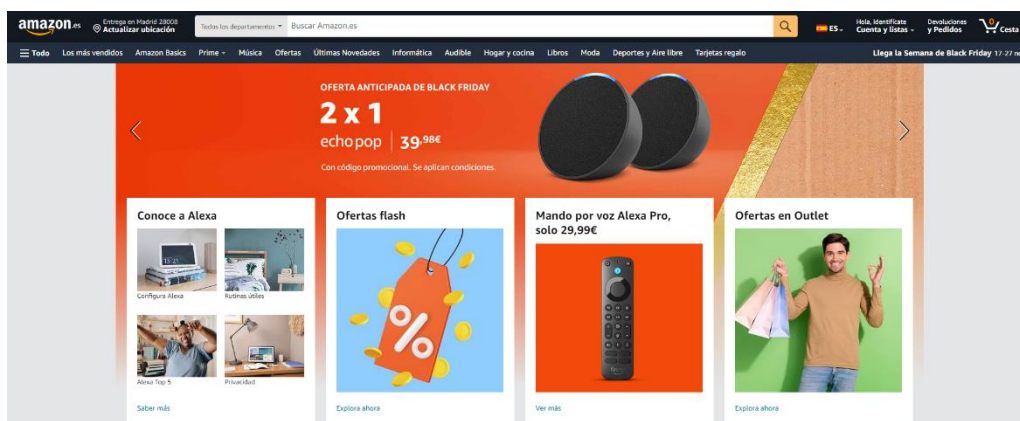 amazon.es
Entrega en Madrid 28008
Actualizar ubicación
Todos los departamentos
Buscar Amazon.es
ES
Hola, Identifícate
Cuenta y listas
Devoluciones
y Pedidos
0
Cesta
Todo Los más vendidos Amazon Basics Prime Música Ofertas Últimas Novedades Informática Audible Hogar y cocina Libros Moda Deportes y Aire libre Tarjetas regalo Llega la Semana de Black Friday 17-27 no
OFERTA ANTICIPADA DE BLACK FRIDAY
2 x 1
echo pop | 39,98€
Con código promocional. Se aplican condiciones.
Conoce a Alexa
Configura Alexa
Rutinas útiles
Alexa Top 5
Privacidad
Saber más
Ofertas flash
%
Explora ahora
Mando por voz Alexa Pro,
solo 29,99€
Ver más
Ofertas en Outlet
Explora ahora